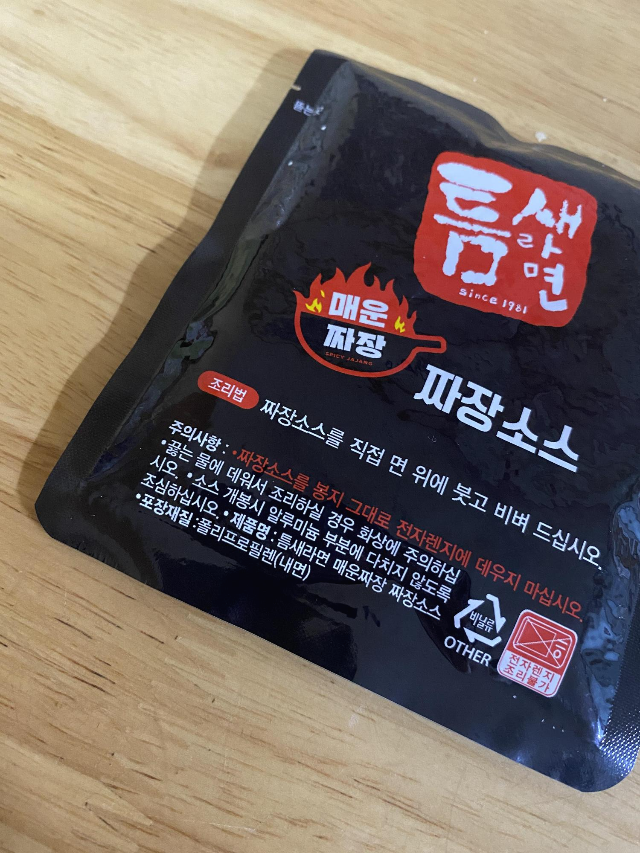 뜯는곳
틈새
라면
since 1981
매운
짜장
SPICY JAJANG
짜장소스
조리법 짜장소스를 직접 면 위에 붓고 비벼 드십시오.
주의사항 : •짜장소스를 봉지 그대로 전자렌지에 데우지 마십시오.
•끓는 물에 데워서 조리하실 경우 화상에 주의하십
시오. •소스 개봉시 알루미늄 부분에 다치지 않도록
조심하십시오 •제품명 : 틈새라면 매운짜장 짜장소스
•포장재질 : 폴리프로필렌(내면)
비닐류
OTHER
전자렌지
조리불가